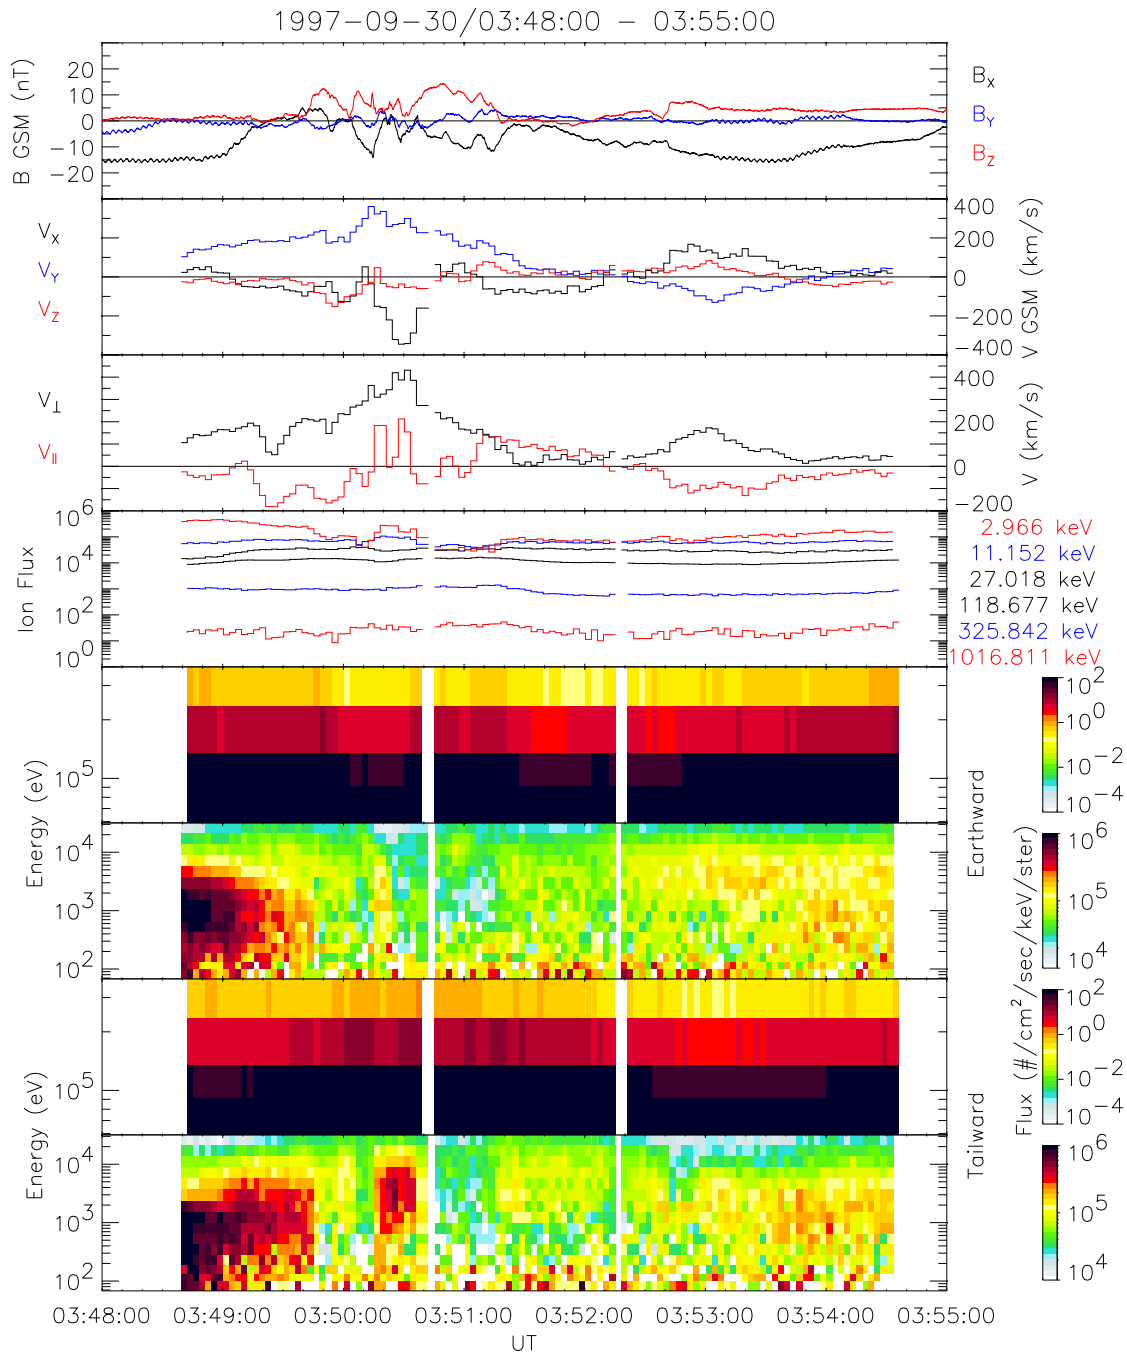 1997-09-30/03:48:00 - 03:55:00
B GSM (nT)
20
10
0
-10
-20
BX
BY
BZ
VX
VY
VZ
400
200
0
-200
-400
V GSM (km/s)
V⊥
V||
400
200
0
-200
V (km/s)
Ion Flux
10^6
10^4
10^2
10^0
2.966 keV
11.152 keV
27.018 keV
118.677 keV
325.842 keV
1016.811 keV
Energy (eV)
10^5
10^4
10^3
10^2
Earthward
10^2
10^0
10^-2
10^-4
10^6
10^5
10^4
Energy (eV)
10^5
10^4
10^3
10^2
Tailward
10^2
10^0
10^-2
10^-4
10^6
10^5
10^4
Flux (#/cm^2/sec/keV/ster)
03:48:00 03:49:00 03:50:00 03:51:00 03:52:00 03:53:00 03:54:00 03:55:00
UT